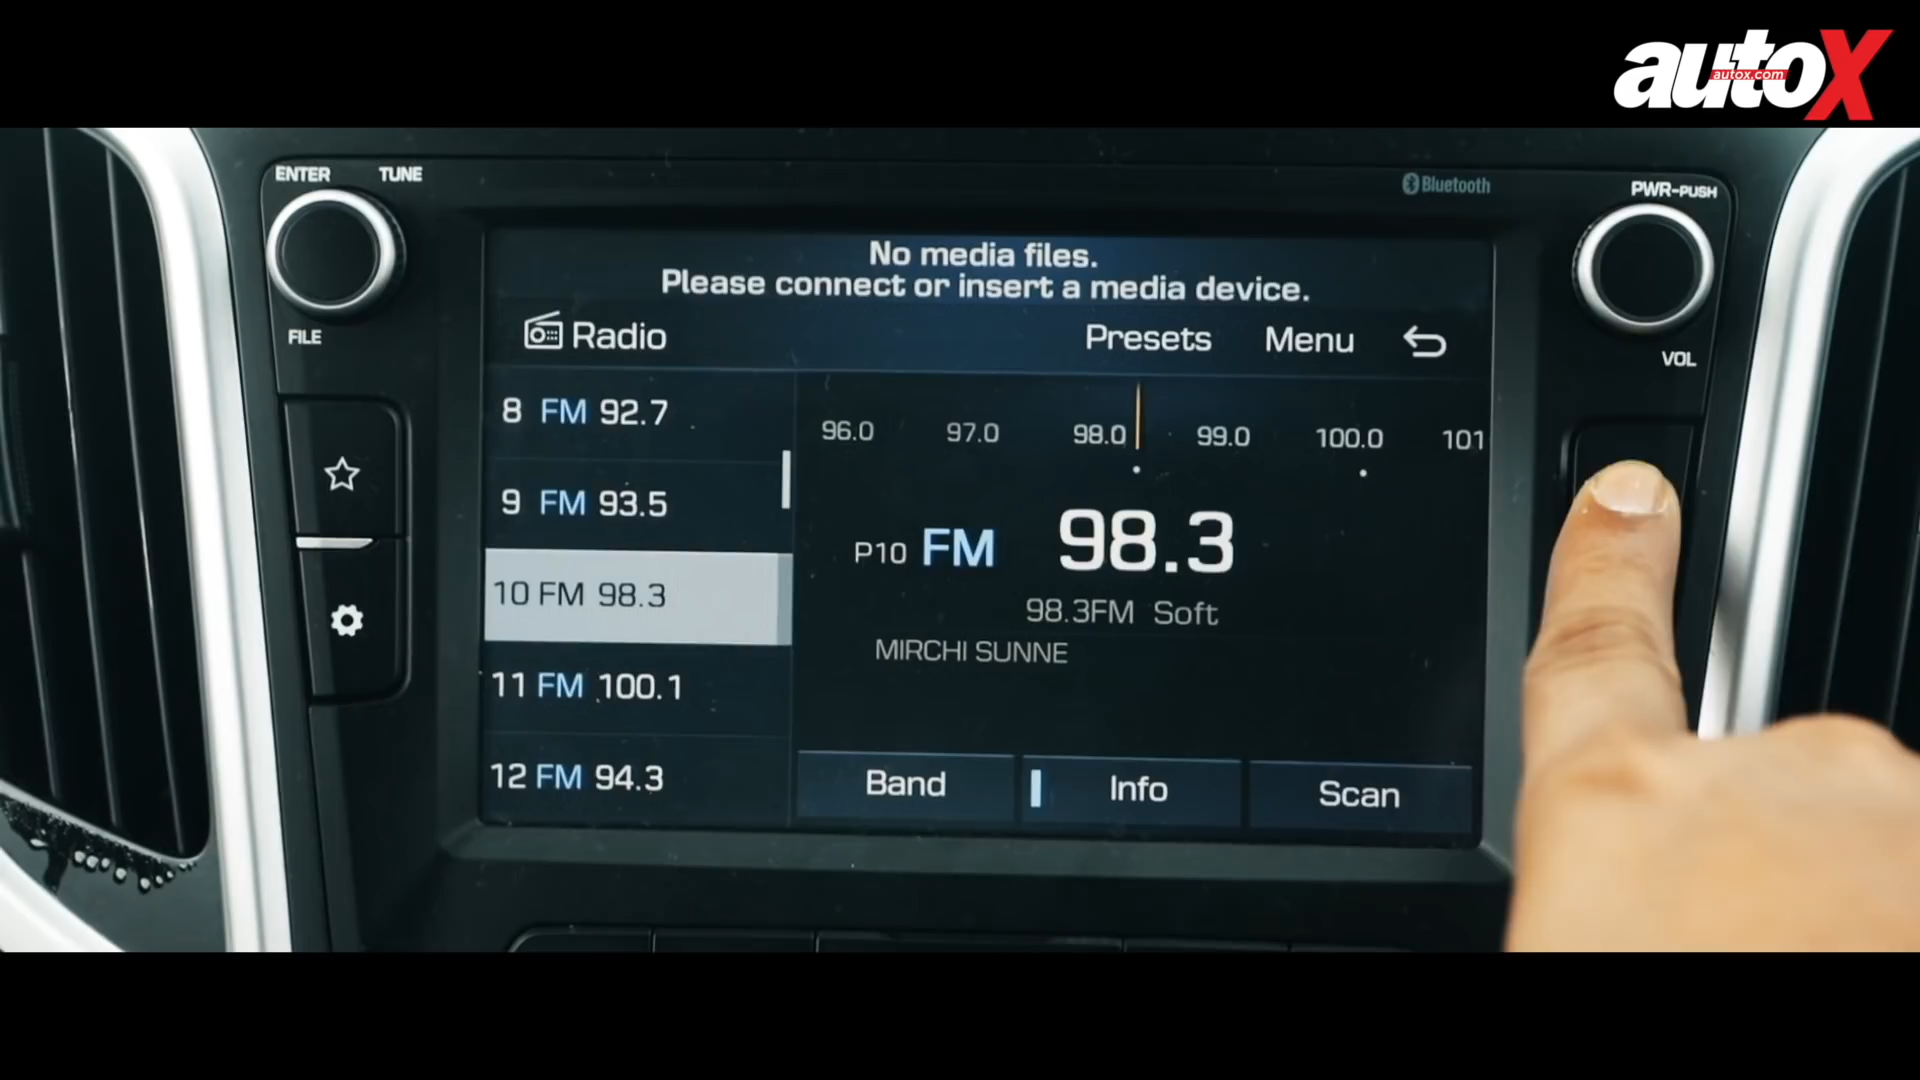 autoX
autox.com
ENTER TUNE
Bluetooth
PWR-PUSH
FILE
VOL
No media files.
Please connect or insert a media device.
Radio Presets Menu
8 FM 92.7
9 FM 93.5
10 FM 98.3
11 FM 100.1
12 FM 94.3
96.0 97.0 98.0 99.0 100.0 101
P10 FM 98.3
98.3FM Soft
MIRCHI SUNNE
Band Info Scan